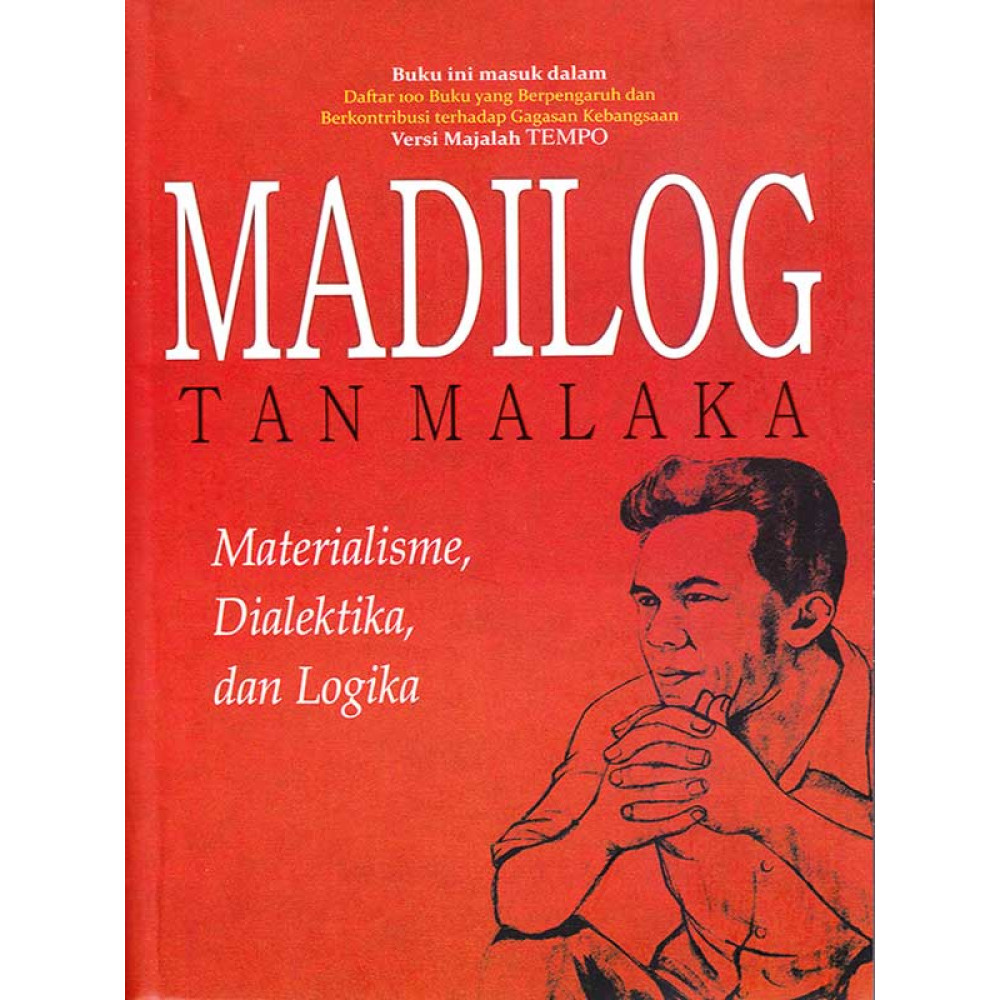 Buku ini masuk dalam
Daftar 100 Buku yang Berpengaruh dan
Berkontribusi terhadap Gagasan Kebangsaan
Versi Majalah TEMPO
MADILOG
TAN MALAKA
Materialisme,
Dialektika,
dan Logika